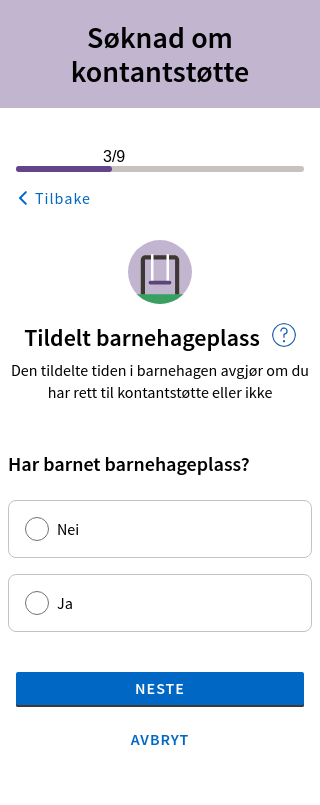 Søknad om
kontantstøtte
3/9
Tilbake
Tildelt barnehageplass
?
Den tildelte tiden i barnehagen avgjør om du
har rett til kontantstøtte eller ikke
Har barnet barnehageplass?
Nei
Ja
NESTE
AVBRYT